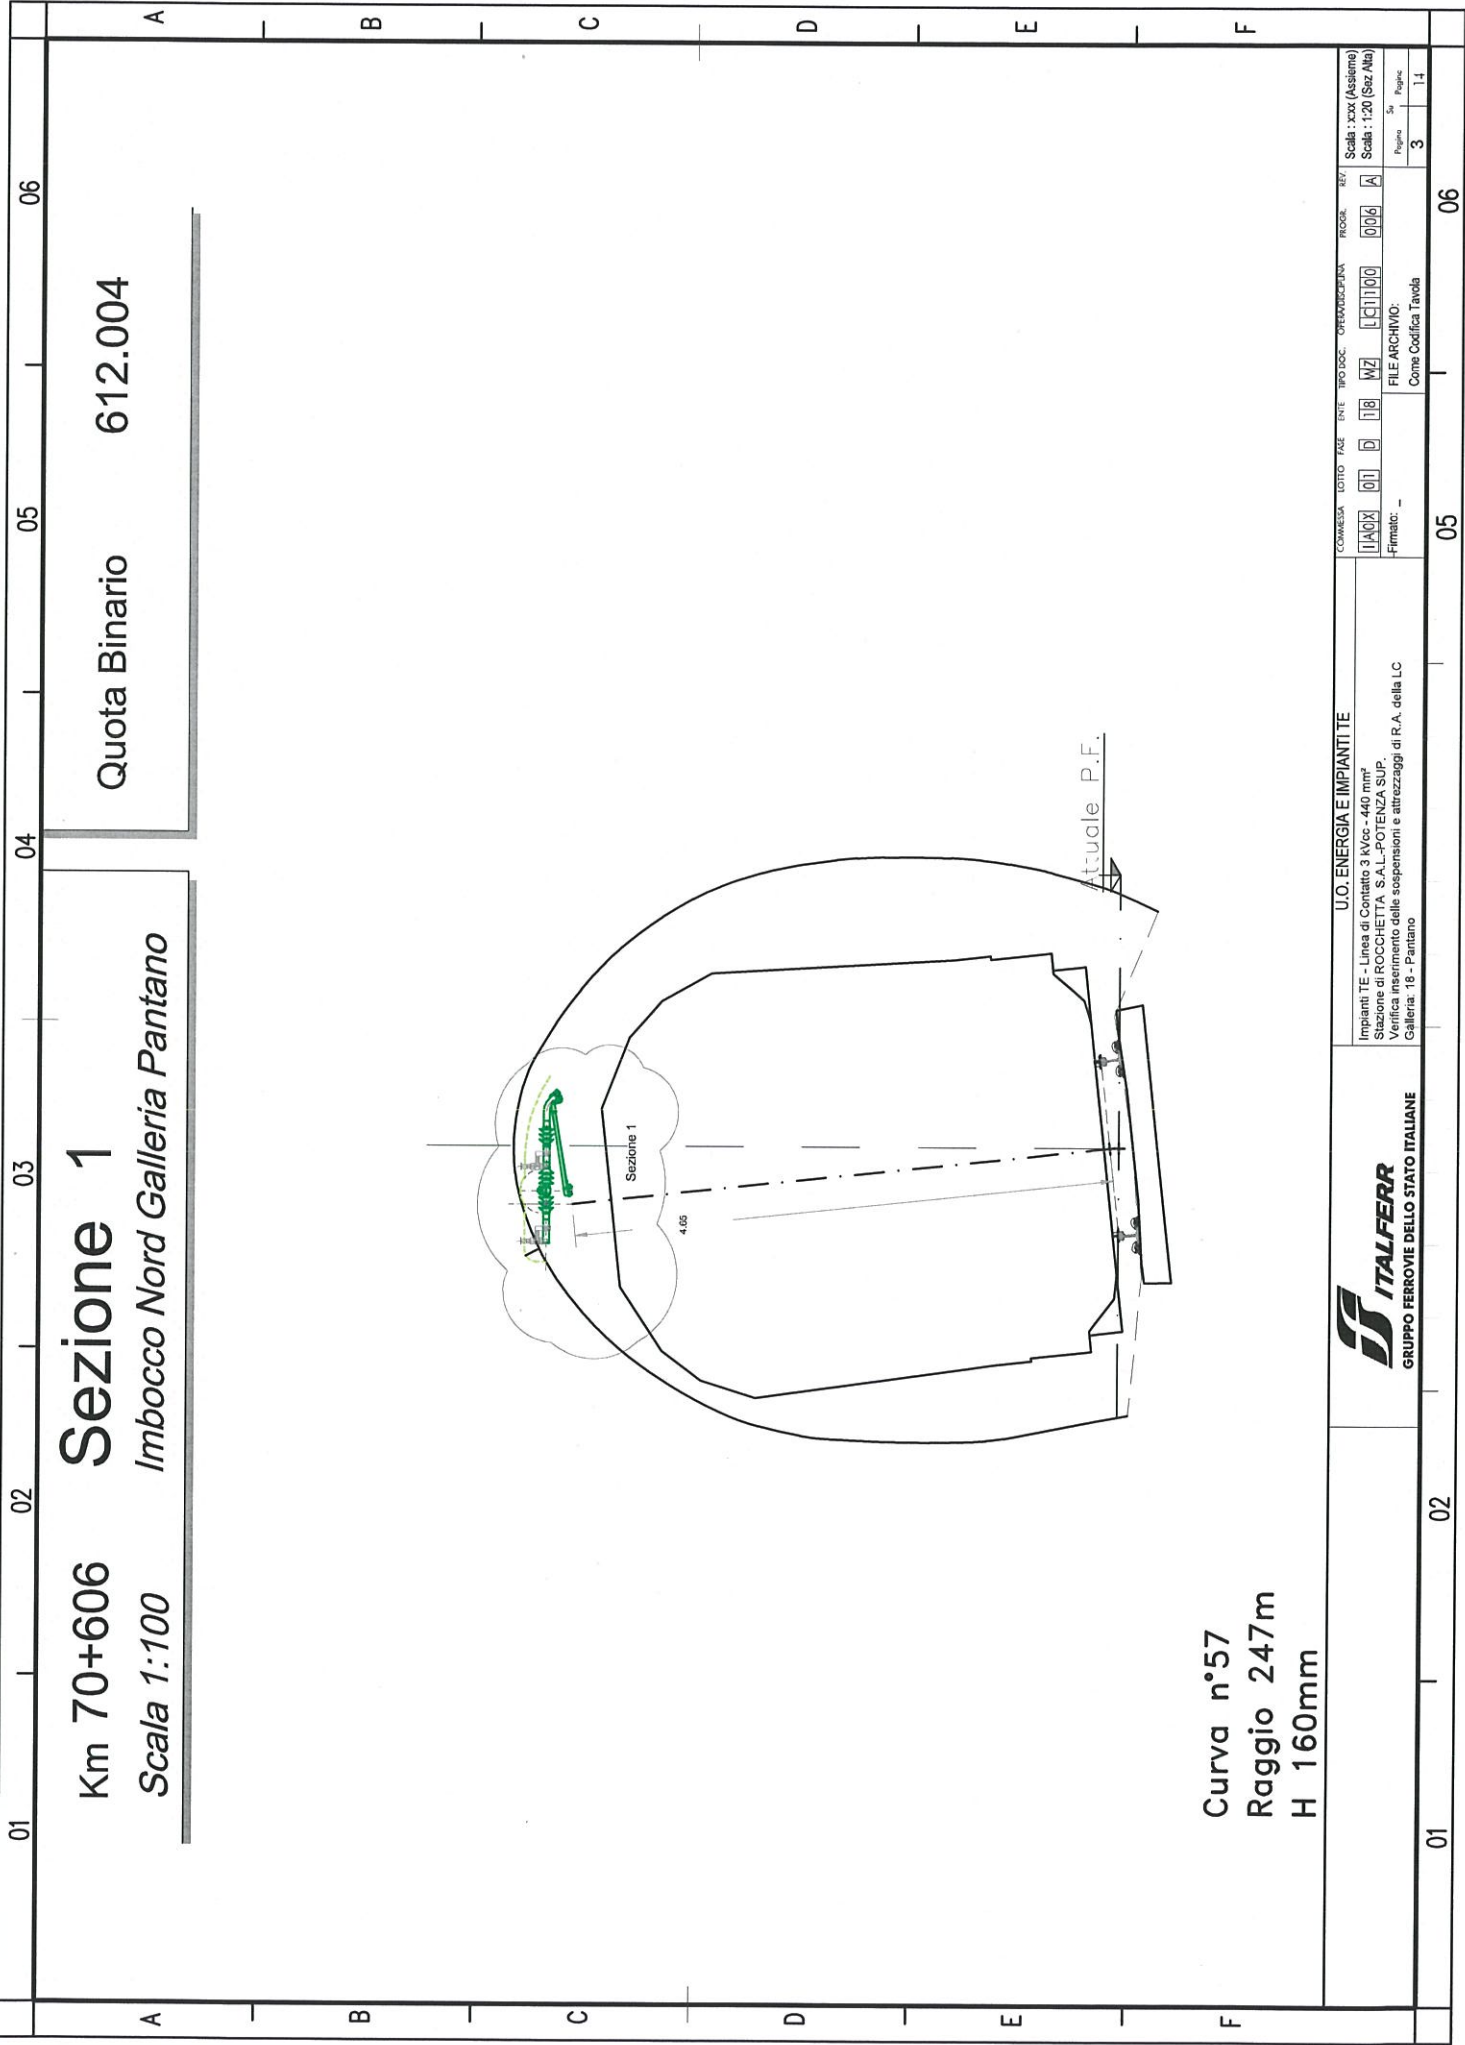 01
02
03
04
05
06
A
B
C
D
E
F
Km 70+606 Sezione 1
Scala 1:100 Imbocco Nord Galleria Pantano
Quota Binario 612.004
Sezione 1
4.65
Attuale P.F.
Curva n°57
Raggio 247m
H 160mm
ITALFERR
GRUPPO FERROVIE DELLO STATO ITALIANE
U.O. ENERGIA E IMPIANTI TE
Impianti TE - Linea di Contatto 3 kVcc - 440 mm²
Stazione di ROCCHETTA S.A.L.-POTENZA SUP.
Verifica inserimento delle sospensioni e attrezzaggi di R.A. della LC
Galleria: 18 - Pantano
COMMESSA LOTTO FASE ENTE TIPO DOC. OPERA/DISCIPLINA PROGR. REV.
IA0X 01 D 18 WZ LC1100 006 A
Firmato: -
FILE ARCHIVIO:
Come Codifica Tavola
Scala : xxxx (Assieme)
Scala : 1:20 (Sez Alta)
Pagina Su Pagine
3 14
A
B
C
D
E
F
01
02
05
06